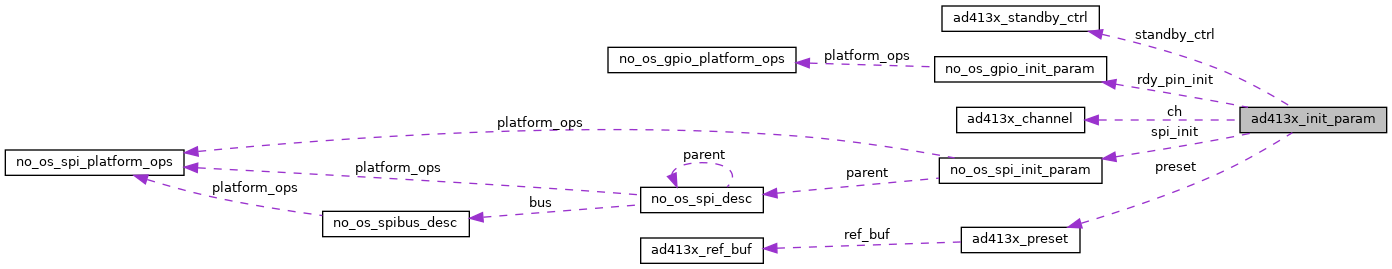 ad413x_standby_ctrl
standby_ctrl
no_os_gpio_platform_ops
platform_ops
no_os_gpio_init_param
rdy_pin_init
ad413x_channel
ch
ad413x_init_param
platform_ops
spi_init
no_os_spi_platform_ops
parent
no_os_spi_init_param
preset
platform_ops
parent
platform_ops
no_os_spi_desc
bus
no_os_spibus_desc
ad413x_ref_buf
ref_buf
ad413x_preset